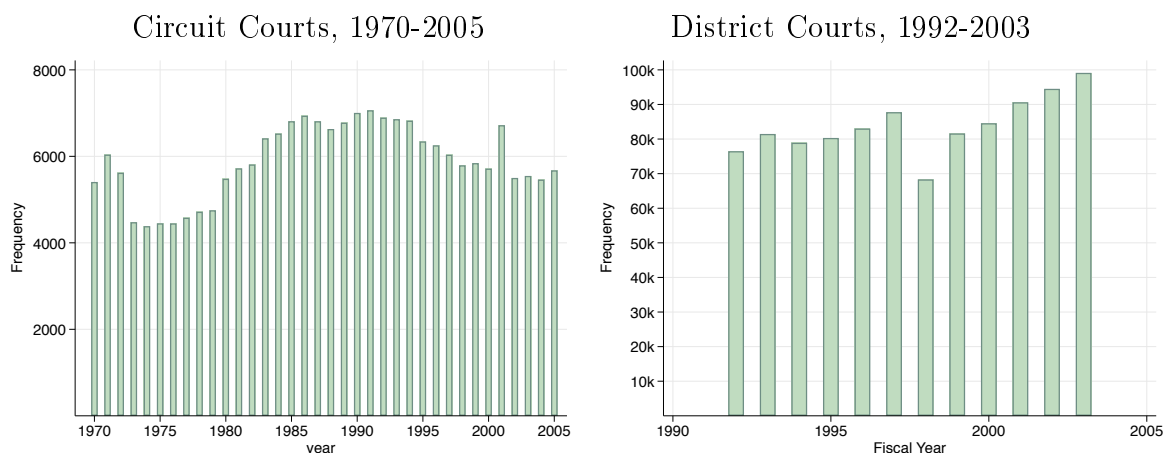 Circuit Courts, 1970-2005
8000
6000
4000
2000
Frequency
1970 1975 1980 1985 1990 1995 2000 2005
year
District Courts, 1992-2003
100k
90k
80k
70k
60k
50k
40k
30k
20k
10k
Frequency
1990 1995 2000 2005
Fiscal Year